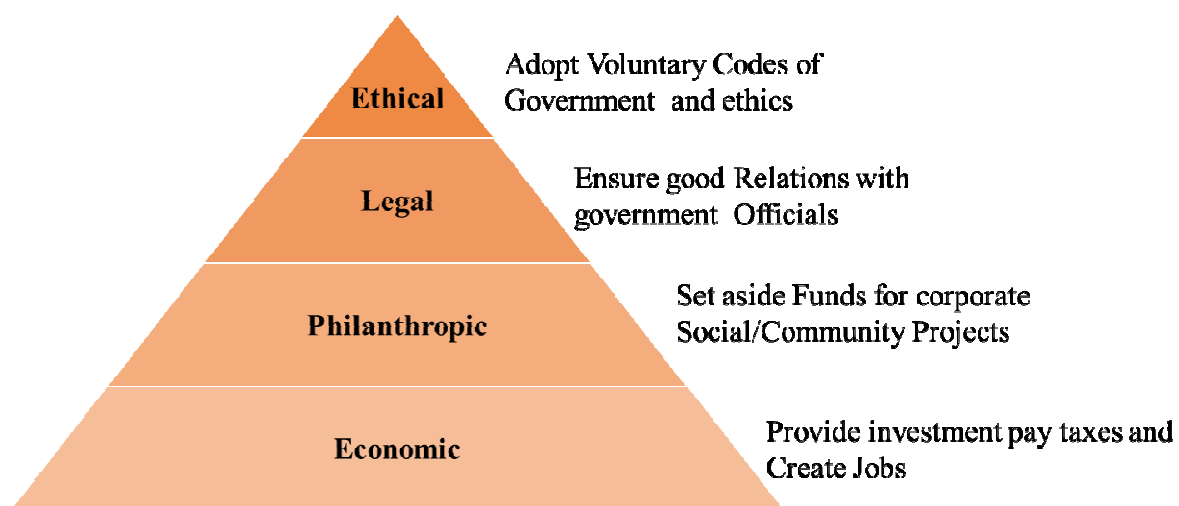 Ethical
Adopt Voluntary Codes of
Government and ethics
Legal
Ensure good Relations with
government Officials
Philanthropic
Set aside Funds for corporate
Social/Community Projects
Economic
Provide investment pay taxes and
Create Jobs